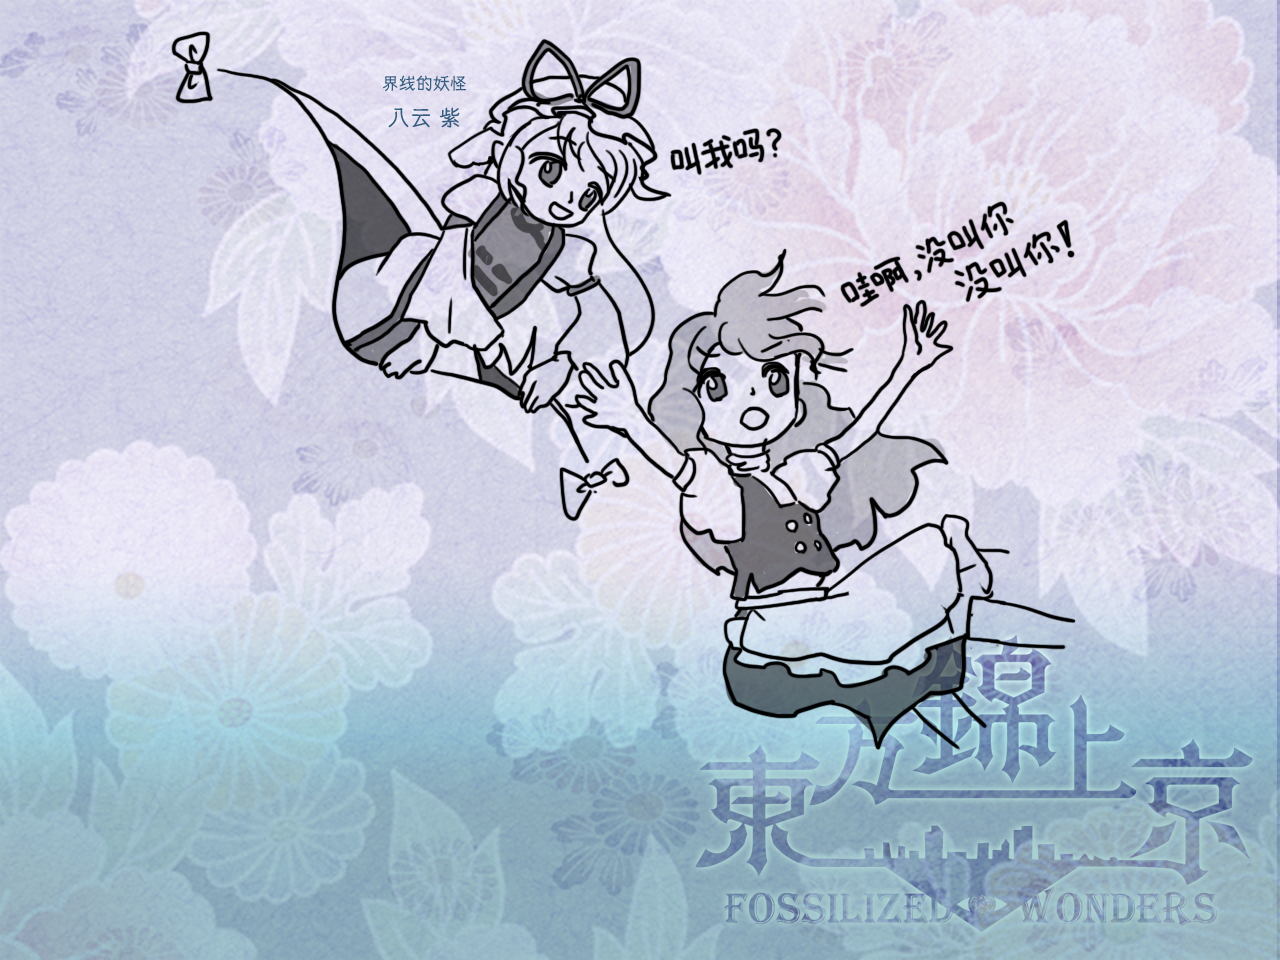 界线的妖怪
八云 紫
叫我吗？
哇啊，没叫你
没叫你！
東方錦上京
FOSSILIZED WONDERS